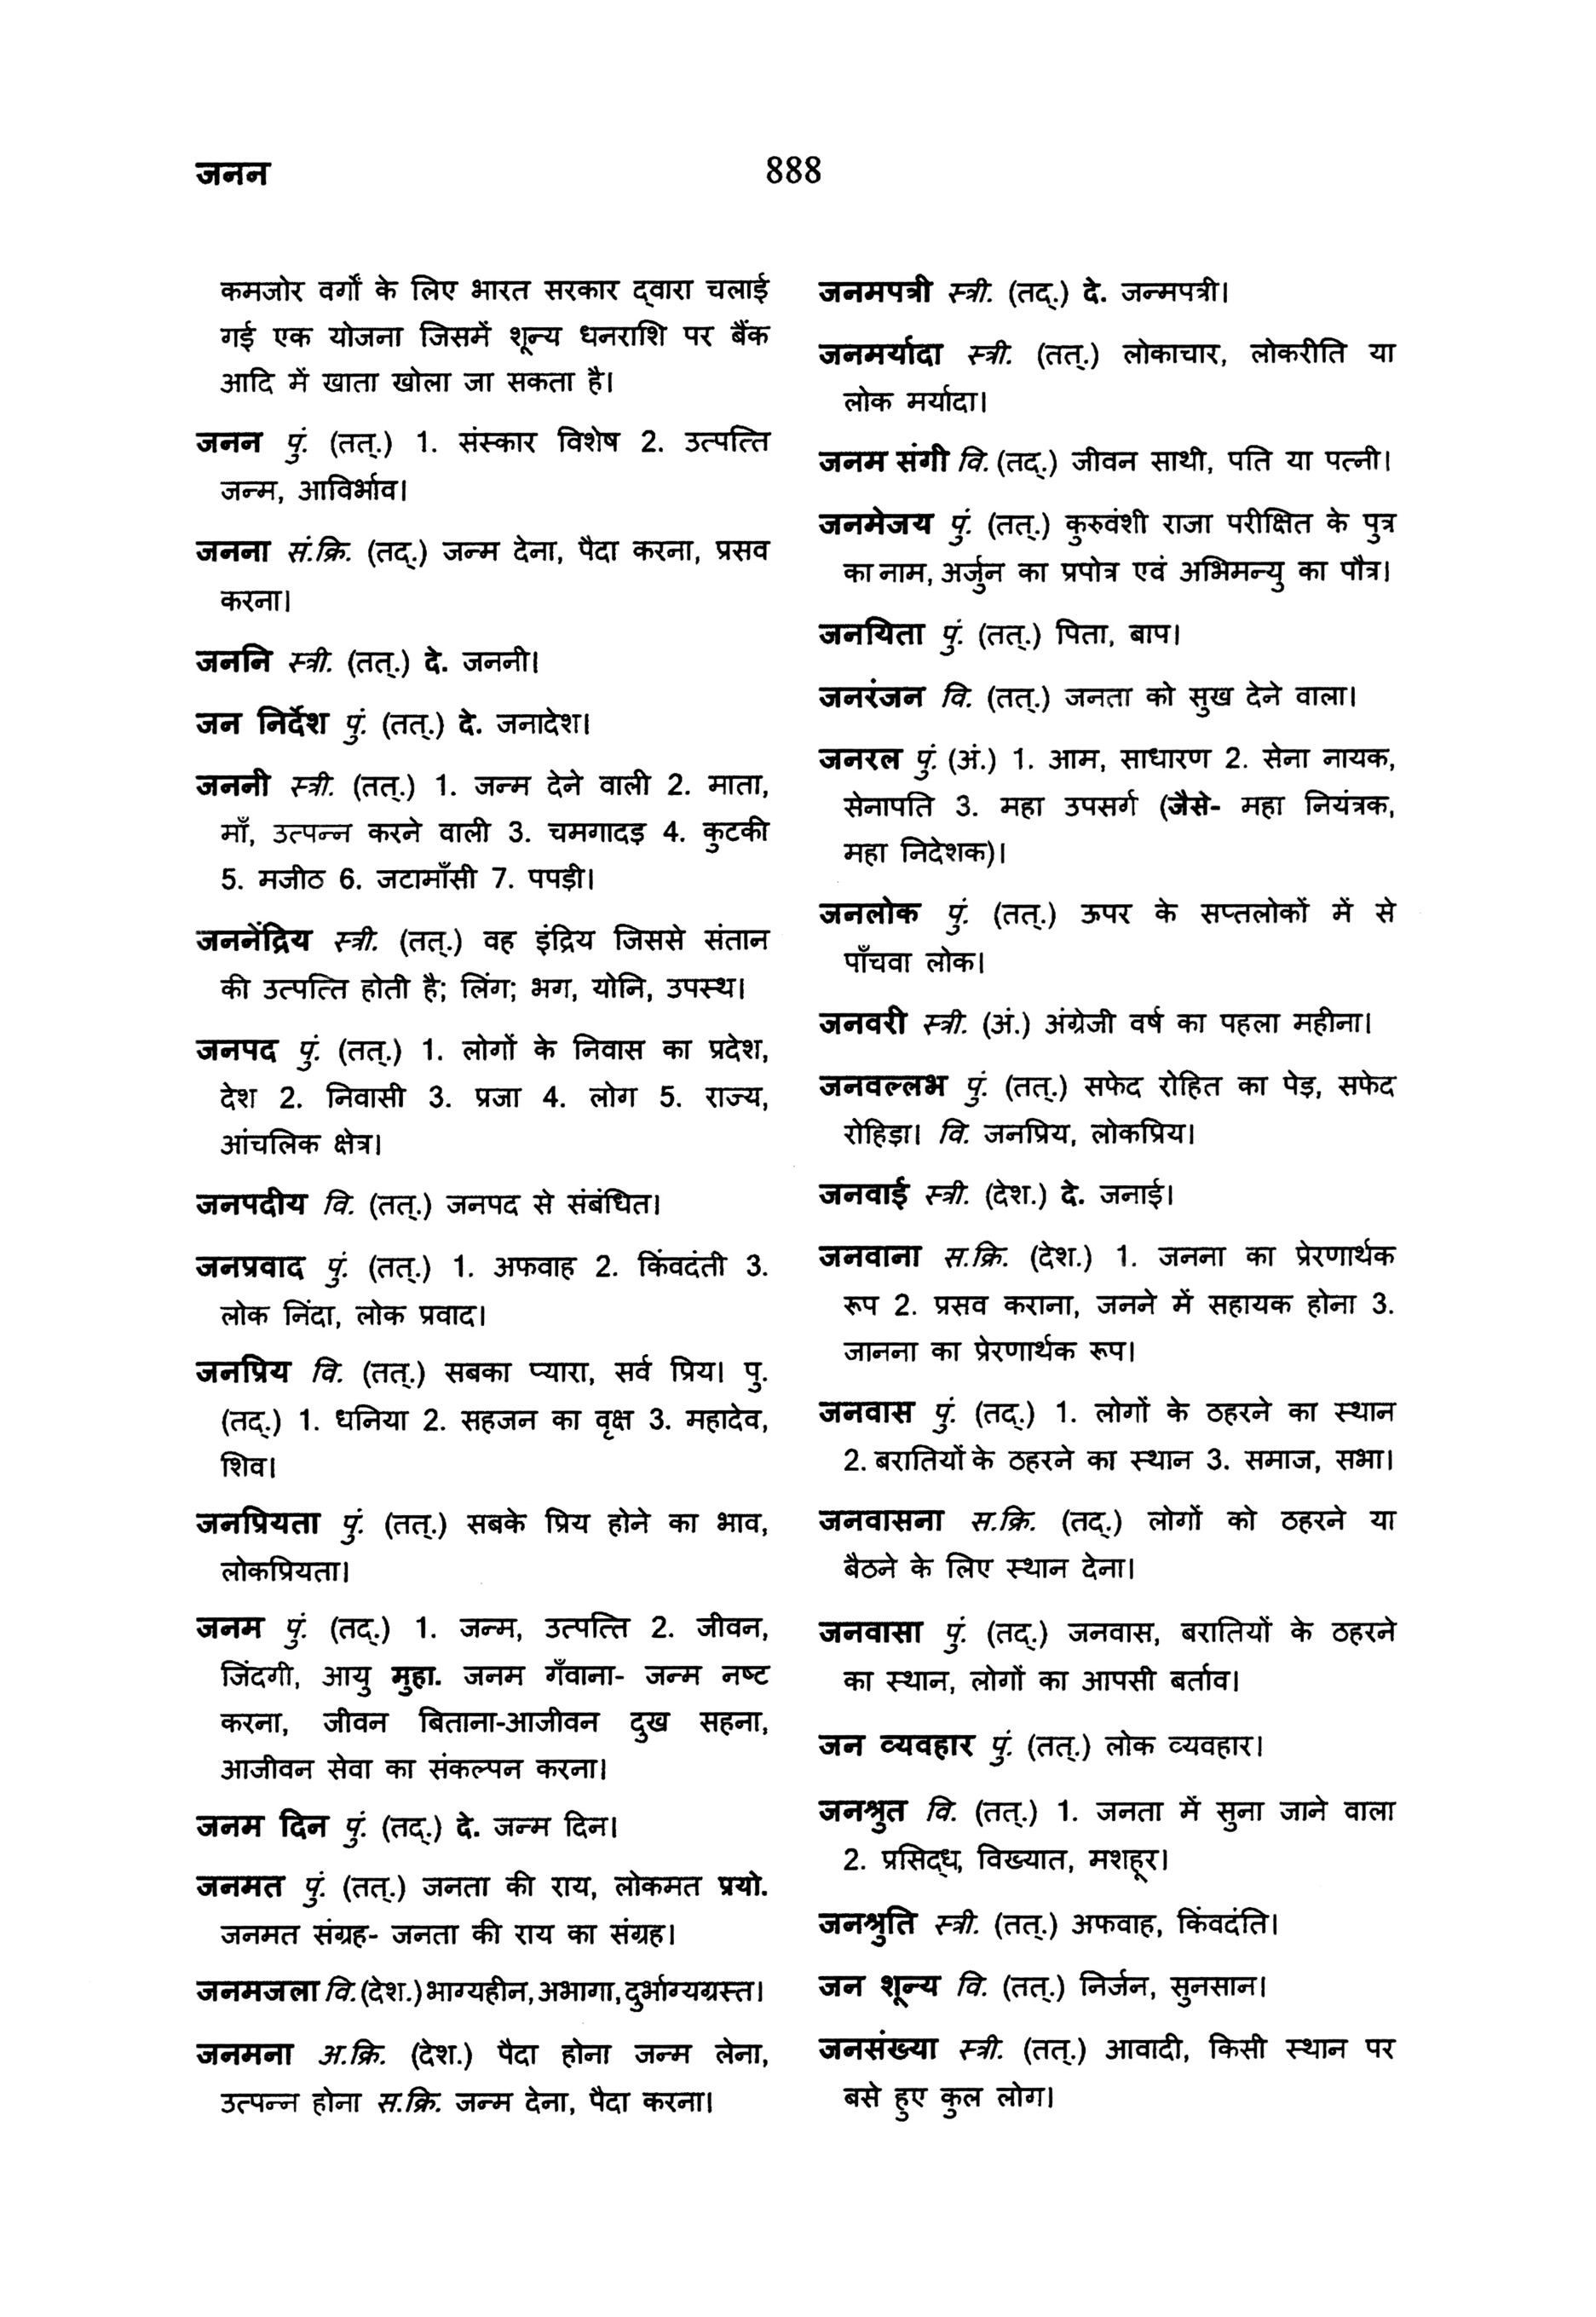 जनन
888
कमजोर वर्गों के लिए भारत सरकार द्‌वारा चलाई
गई एक योजना जिसमें शून्य धनराशि पर बैंक
आदि में खाता खोला जा सकता है।
जनन पुं. (तत्.) 1. संस्कार विशेष 2. उत्पत्ति
जन्म, आविर्भाव।
जनना सं.क्रि. (तद्.) जन्म देना, पैदा करना, प्रसव
करना।
जननि स्त्री. (तत्.) दे. जननी।
जन निर्देश पुं. (तत्.) दे. जनादेश।
जननी स्त्री. (तत्.) 1. जन्म देने वाली 2. माता,
माँ, उत्पन्न करने वाली 3. चमगादड़ 4. कुटकी
5. मजीठ 6. जटामाँसी 7. पपड़ी।
जननेंद्रिय स्त्री. (तत्.) वह इंद्रिय जिससे संतान
की उत्पत्ति होती है; लिंग; भग, योनि, उपस्थ।
जनपद पुं. (तत्.) 1. लोगों के निवास का प्रदेश,
देश 2. निवासी 3. प्रजा 4. लोग 5. राज्य,
आंचलिक क्षेत्र।
जनपदीय वि. (तत्.) जनपद से संबंधित।
जनप्रवाद पुं. (तत्.) 1. अफवाह 2. किंवदंती 3.
लोक निंदा, लोक प्रवाद।
जनप्रिय वि. (तत्.) सबका प्यारा, सर्व प्रिय। पु.
(तद्.) 1. धनिया 2. सहजन का वृक्ष 3. महादेव,
शिव।
जनप्रियता पुं. (तत्.) सबके प्रिय होने का भाव,
लोकप्रियता।
जनम पुं. (तद्.) 1. जन्म, उत्पत्ति 2. जीवन,
जिंदगी, आयु मुहा. जनम गँवाना- जन्म नष्ट
करना, जीवन बिताना-आजीवन दुख सहना,
आजीवन सेवा का संकल्पन करना।
जनम दिन पुं. (तद्.) दे. जन्म दिन।
जनमत पुं. (तत्.) जनता की राय, लोकमत प्रयो.
जनमत संग्रह- जनता की राय का संग्रह।
जनमजला वि. (देश.) भाग्यहीन, अभागा, दुर्भाग्यग्रस्त।
जनमना अ.क्रि. (देश.) पैदा होना जन्म लेना,
उत्पन्न होना स.क्रि. जन्म देना, पैदा करना।
जनमपत्री स्त्री. (तद्.) दे. जन्मपत्री।
जनमर्यादा स्त्री. (तत्.) लोकाचार, लोकरीति या
लोक मर्यादा।
जनम संगी वि. (तद्.) जीवन साथी, पति या पत्नी।
जनमेजय पुं. (तत्.) कुरुवंशी राजा परीक्षित के पुत्र
का नाम, अर्जुन का प्रपोत्र एवं अभिमन्यु का पौत्र।
जनयिता पुं. (तत्.) पिता, बाप।
जनरंजन वि. (तत्.) जनता को सुख देने वाला।
जनरल पुं. (अं.) 1. आम, साधारण 2. सेना नायक,
सेनापति 3. महा उपसर्ग (जैसे- महा नियंत्रक,
महा निदेशक)।
जनलोक पुं. (तत्.) ऊपर के सप्तलोकों में से
पाँचवा लोक।
जनवरी स्त्री. (अं.) अंग्रेजी वर्ष का पहला महीना।
जनवल्लभ पुं. (तत्.) सफेद रोहित का पेड़, सफेद
रोहिड़ा। वि. जनप्रिय, लोकप्रिय।
जनवाई स्त्री. (देश.) दे. जनाई।
जनवाना स.क्रि. (देश.) 1. जनना का प्रेरणार्थक
रूप 2. प्रसव कराना, जनने में सहायक होना 3.
जानना का प्रेरणार्थक रूप।
जनवास पुं. (तद्.) 1. लोगों के ठहरने का स्थान
2. बरातियों के ठहरने का स्थान 3. समाज, सभा।
जनवासना स.क्रि. (तद्.) लोगों को ठहरने या
बैठने के लिए स्थान देना।
जनवासा पुं. (तद्.) जनवास, बरातियों के ठहरने
का स्थान, लोगों का आपसी बर्ताव।
जन व्यवहार पुं. (तत्.) लोक व्यवहार।
जनश्रुत वि. (तत्.) 1. जनता में सुना जाने वाला
2. प्रसिद्‌ध, विख्यात, मशहूर।
जनश्रुति स्त्री. (तत्.) अफवाह, किंवदंति।
जन शून्य वि. (तत्.) निर्जन, सुनसान।
जनसंख्या स्त्री. (तत्.) आवादी, किसी स्थान पर
बसे हुए कुल लोग।